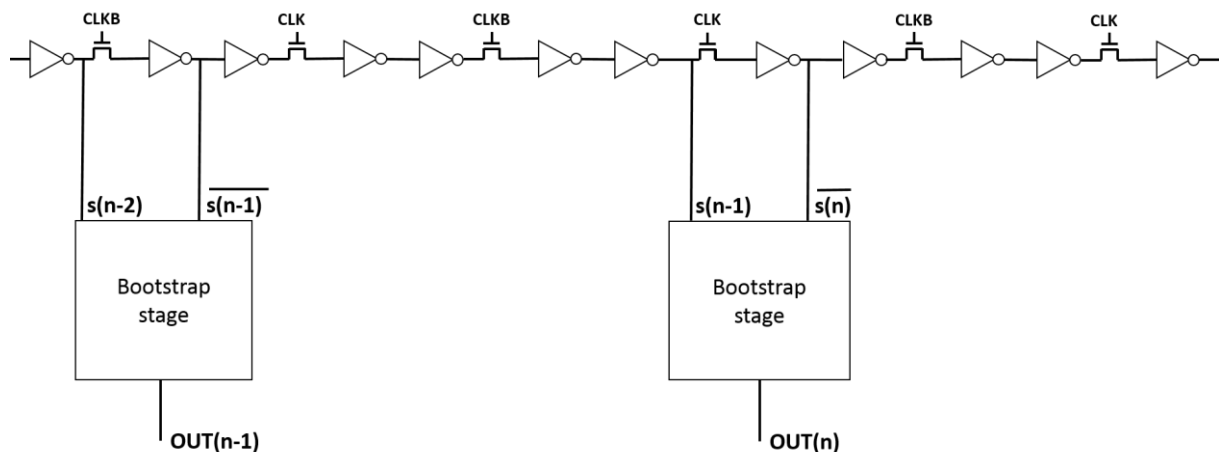 CLKB CLK CLKB CLK CLKB CLK
s(n-2) s(n-1) s(n-1) s(n)
Bootstrap Bootstrap
stage stage
OUT(n-1) OUT(n)